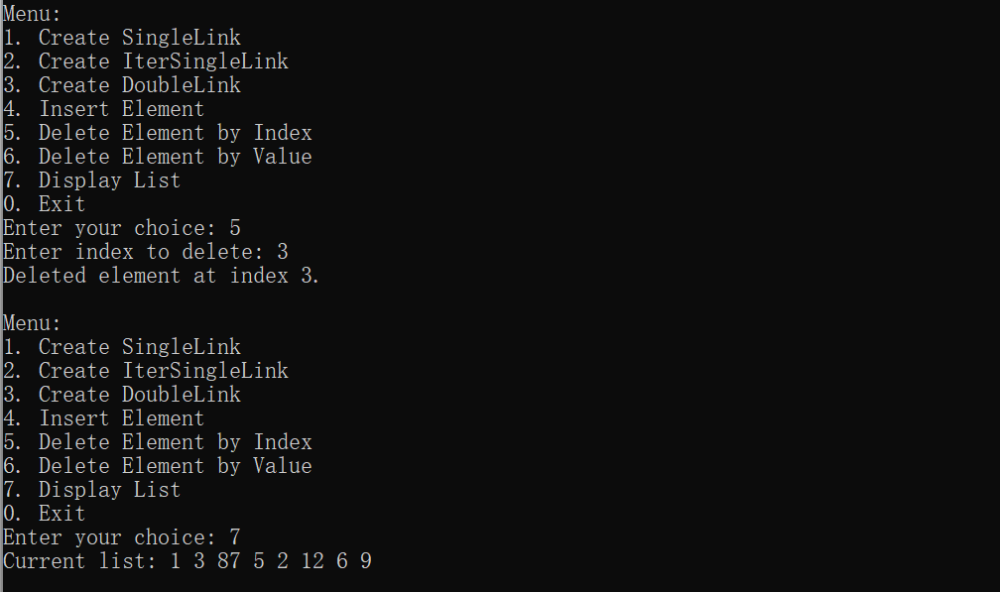 Menu:
1. Create SingleLink
2. Create IterSingleLink
3. Create DoubleLink
4. Insert Element
5. Delete Element by Index
6. Delete Element by Value
7. Display List
0. Exit
Enter your choice: 5
Enter index to delete: 3
Deleted element at index 3.
Menu:
1. Create SingleLink
2. Create IterSingleLink
3. Create DoubleLink
4. Insert Element
5. Delete Element by Index
6. Delete Element by Value
7. Display List
0. Exit
Enter your choice: 7
Current list: 1 3 87 5 2 12 6 9